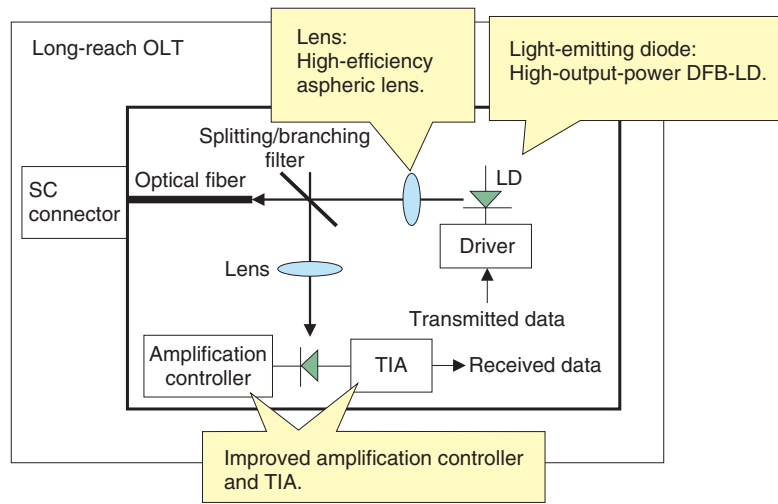 Long-reach OLT
Lens:
High-efficiency
aspheric lens.
Light-emitting diode:
High-output-power DFB-LD.
Splitting/branching
filter
SC
connector
Optical fiber
LD
Driver
Lens
Transmitted data
Amplification
controller
TIA
Received data
Improved amplification controller
and TIA.